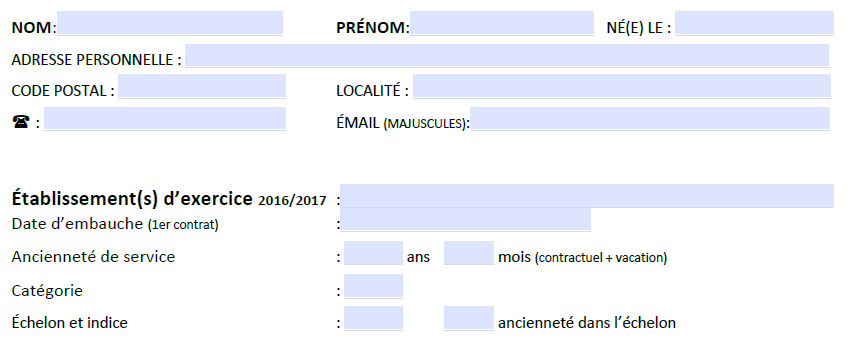 NOM: PRÉNOM: NÉ(E) LE :
ADRESSE PERSONNELLE :
CODE POSTAL : LOCALITÉ :
☎ : ÉMAIL (MAJUSCULES):
Établissement(s) d’exercice 2016/2017 :
Date d’embauche (1er contrat) :
Ancienneté de service : ans mois (contractuel + vacation)
Catégorie :
Échelon et indice : ancienneté dans l’échelon